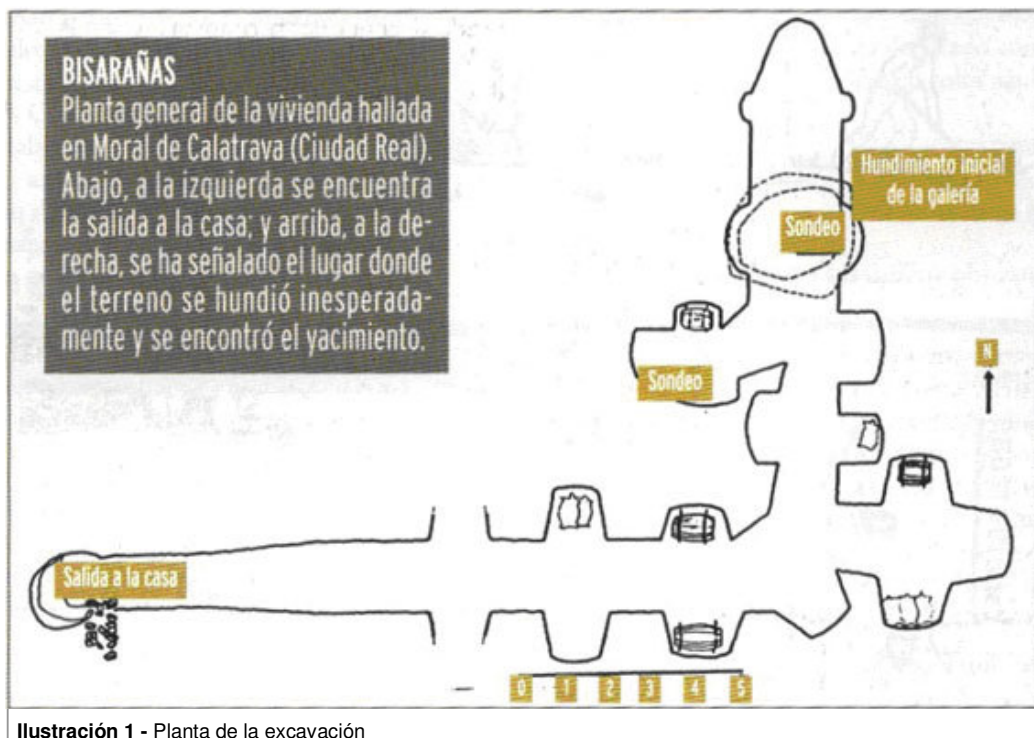 BISARAÑAS
Planta general de la vivienda hallada
en Moral de Calatrava (Ciudad Real).
Abajo, a la izquierda se encuentra
la salida a la casa; y arriba, a la de-
recha, se ha señalado el lugar donde
el terreno se hundió inesperada-
mente y se encontró el yacimiento.
Hundimiento inicial
de la galería
Sondeo
Sondeo
N
Salida a la casa
0 1 2 3 4 5
Ilustración 1 - Planta de la excavación